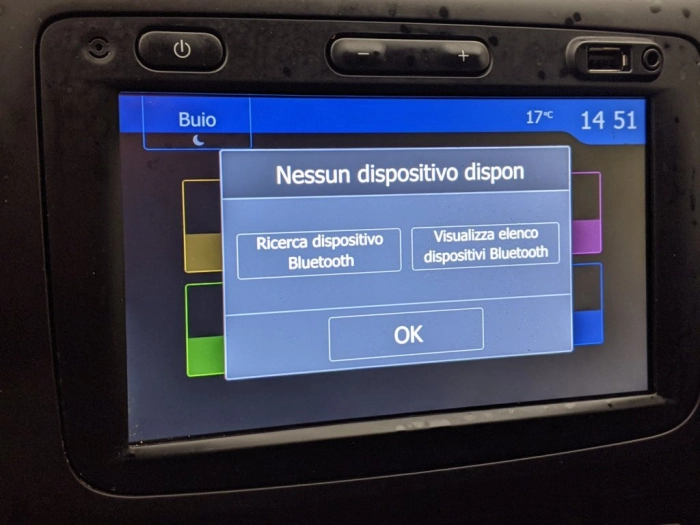 Buio
17°C
14 51
Nessun dispositivo dispon
Ricerca dispositivo
Bluetooth
Visualizza elenco
dispositivi Bluetooth
OK